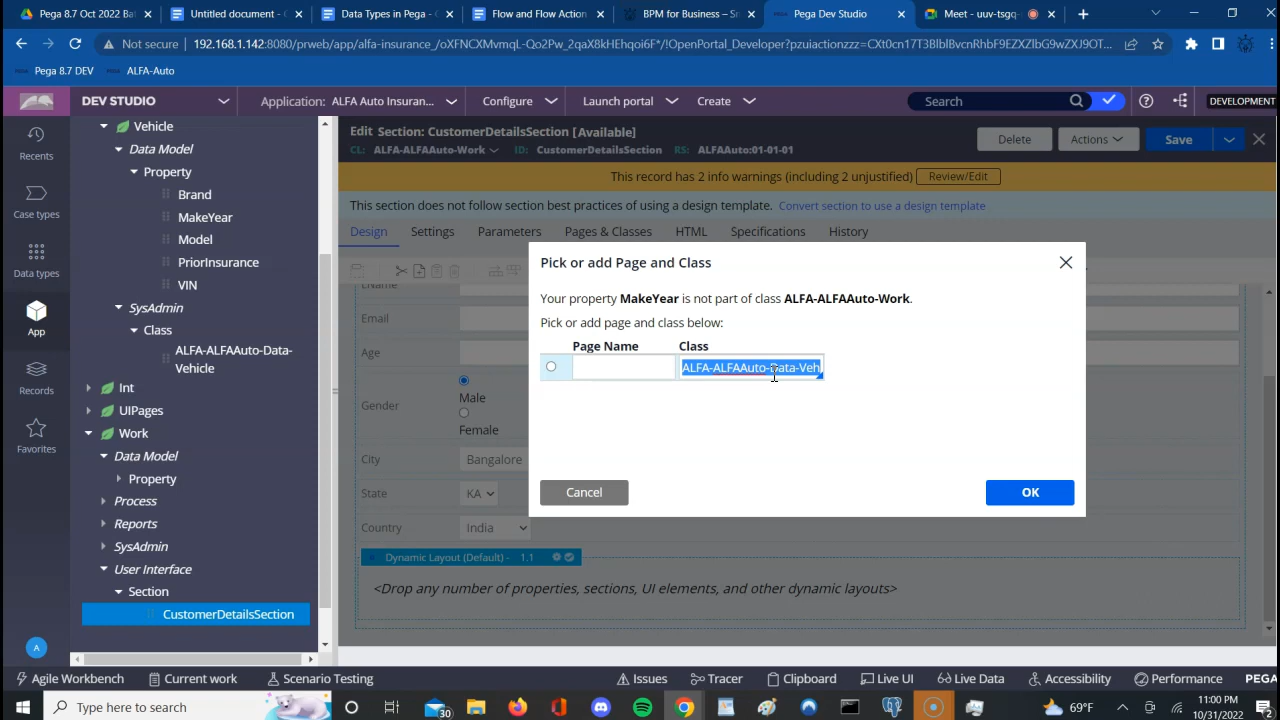 Pega 8.7 Oct 2022 Bat
Untitled document - G
Data Types in Pega - G
Flow and Flow Action
BPM for Business – Sr
Pega Dev Studio
Meet - uuv-tsgq-
Not secure
192.168.1.142:8080/prweb/app/alfa-insurance_/
Pega 8.7 DEV
ALFA-Auto
DEV STUDIO
Application: ALFA Auto Insuran...
Configure
Launch portal
Create
Search
DEVELOPMENT
Recents
Case types
Data types
App
Records
Favorites
A
Vehicle
Data Model
Property
Brand
MakeYear
Model
PriorInsurance
VIN
SysAdmin
Class
ALFA-ALFAAuto-Data-
Vehicle
Int
UIPages
Work
Data Model
Property
Process
Reports
SysAdmin
User Interface
Section
CustomerDetailsSection
Edit Section: CustomerDetailsSection [Available]
CL: ALFA-ALFAAuto-Work ID: CustomerDetailsSection RS: ALFAAuto:01-01-01
Delete
Actions
Save
This record has 2 info warnings (including 2 unjustified) Review/Edit
This section does not follow section best practices of using a design template. Convert section to use a design template
Design
Settings
Parameters
Pages & Classes
HTML
Specifications
History
Email
Age
Gender
Male
Female
City
Bangalore
State
KA
Country
India
Dynamic Layout (Default) - 1.1
<Drop any number of properties, sections, UI elements, and other dynamic layouts>
Pick or add Page and Class
Your property MakeYear is not part of class ALFA-ALFAAuto-Work.
Pick or add page and class below:
Page Name
Class
ALFA-ALFAAuto-Data-Veh
Cancel
OK
Agile Workbench
Current work
Scenario Testing
Issues
Tracer
Clipboard
Live UI
Live Data
Accessibility
Performance
PEGA
Type here to search
30
69°F
11:00 PM
10/31/2022